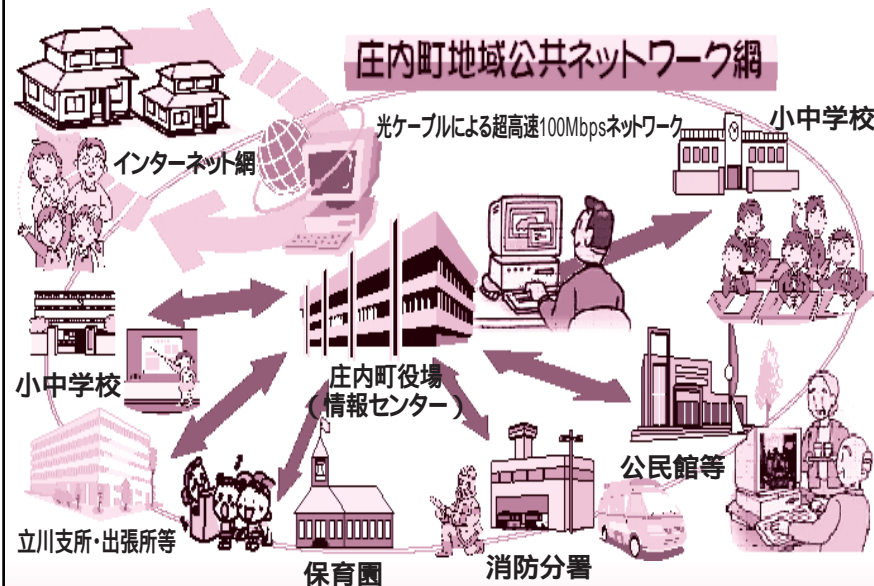 庄内町地域公共ネットワーク網
光ケーブルによる超高速100Mbpsネットワーク
小中学校
インターネット網
小中学校
庄内町役場
(情報センター)
公民館等
立川支所・出張所等
保育園
消防分署